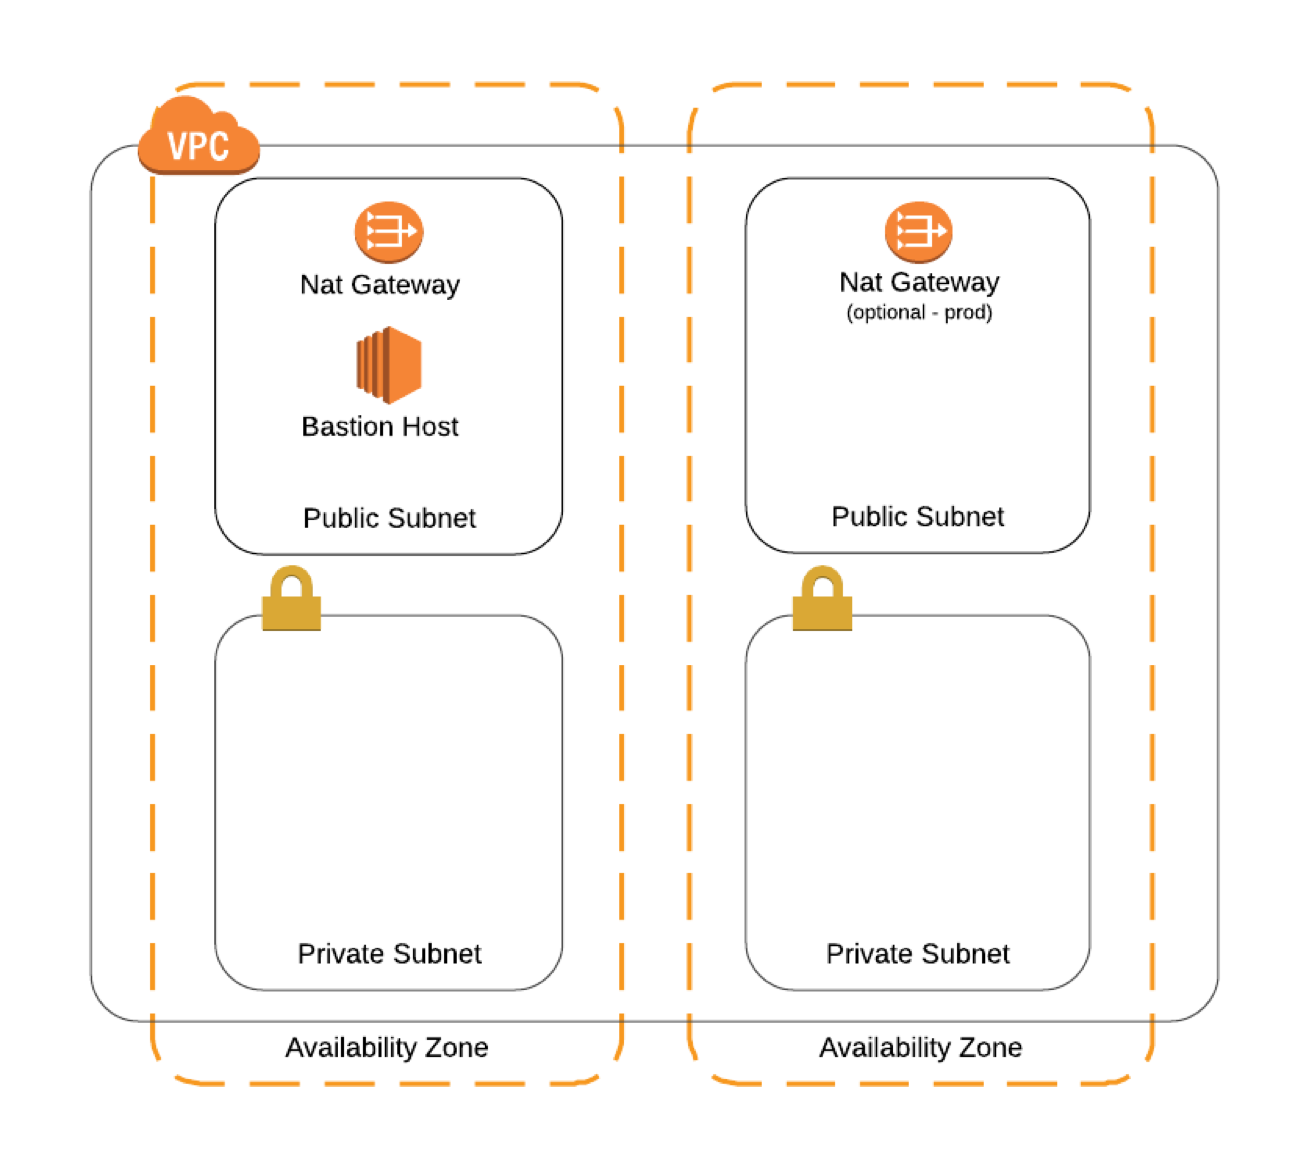 VPC
Nat Gateway
Bastion Host
Public Subnet
Nat Gateway
(optional - prod)
Public Subnet
Private Subnet
Private Subnet
Availability Zone
Availability Zone